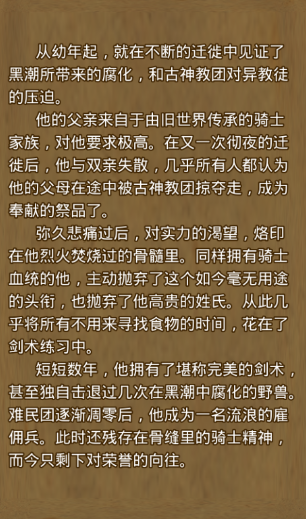 从幼年起，就在不断的迁徙中见证了
黑潮所带来的腐化，和古神教团对异教徒
的压迫。
他的父亲来自于由旧世界传承的骑士
家族，对他要求极高。在又一次彻夜的迁
徙后，他与双亲失散，几乎所有人都认为
他的父母在途中被古神教团掠夺走，成为
奉献的祭品了。
弥久悲痛过后，对实力的渴望，烙印
在他烈火焚烧过的骨髓里。同样拥有骑士
血统的他，主动抛弃了这个如今毫无用途
的头衔，也抛弃了他高贵的姓氏。从此几
乎将所有不用来寻找食物的时间，花在了
剑术练习中。
短短数年，他拥有了堪称完美的剑术，
甚至独自击退过几次在黑潮中腐化的野兽。
难民团逐渐凋零后，他成为一名流浪的雇
佣兵。此时还残存在骨缝里的骑士精神，
而今只剩下对荣誉的向往。